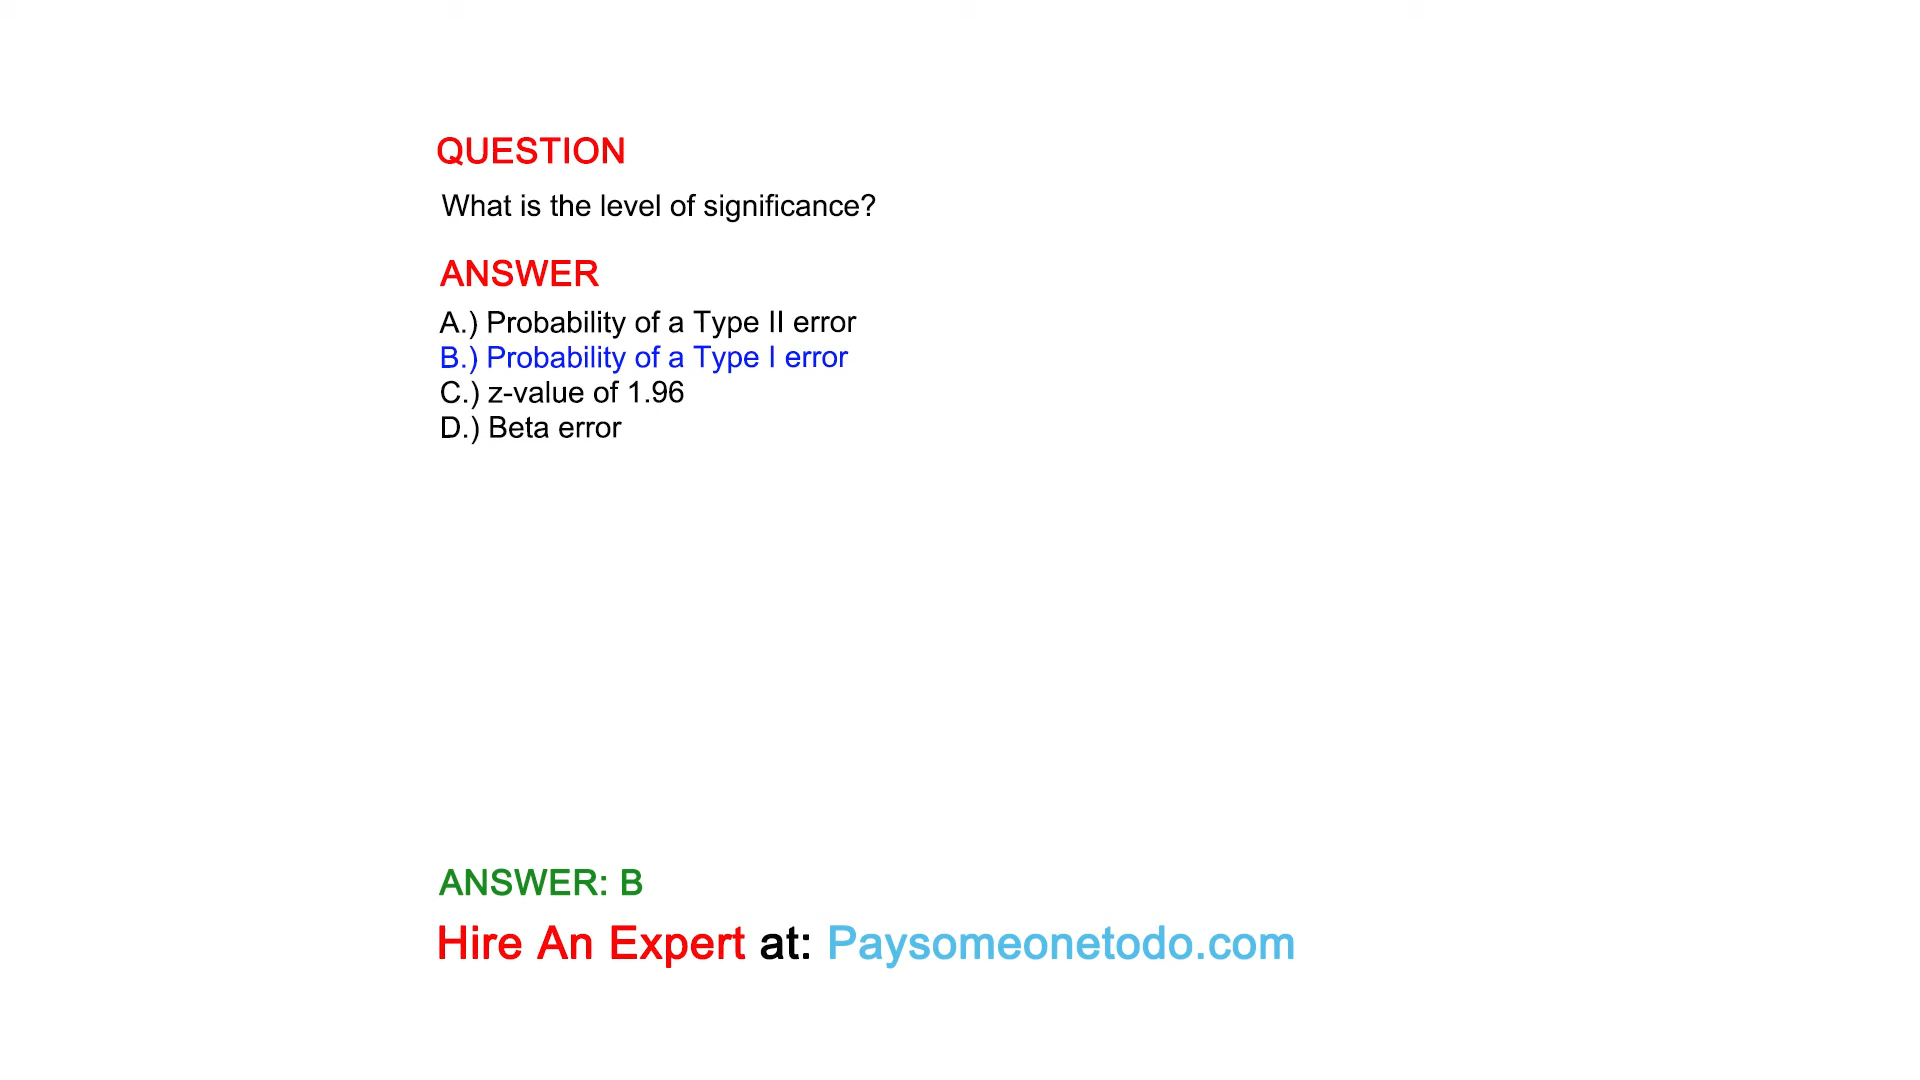 QUESTION
What is the level of significance?
ANSWER
A.) Probability of a Type II error
B.) Probability of a Type I error
C.) z-value of 1.96
D.) Beta error
ANSWER: B
Hire An Expert at: Paysomeonetodo.com